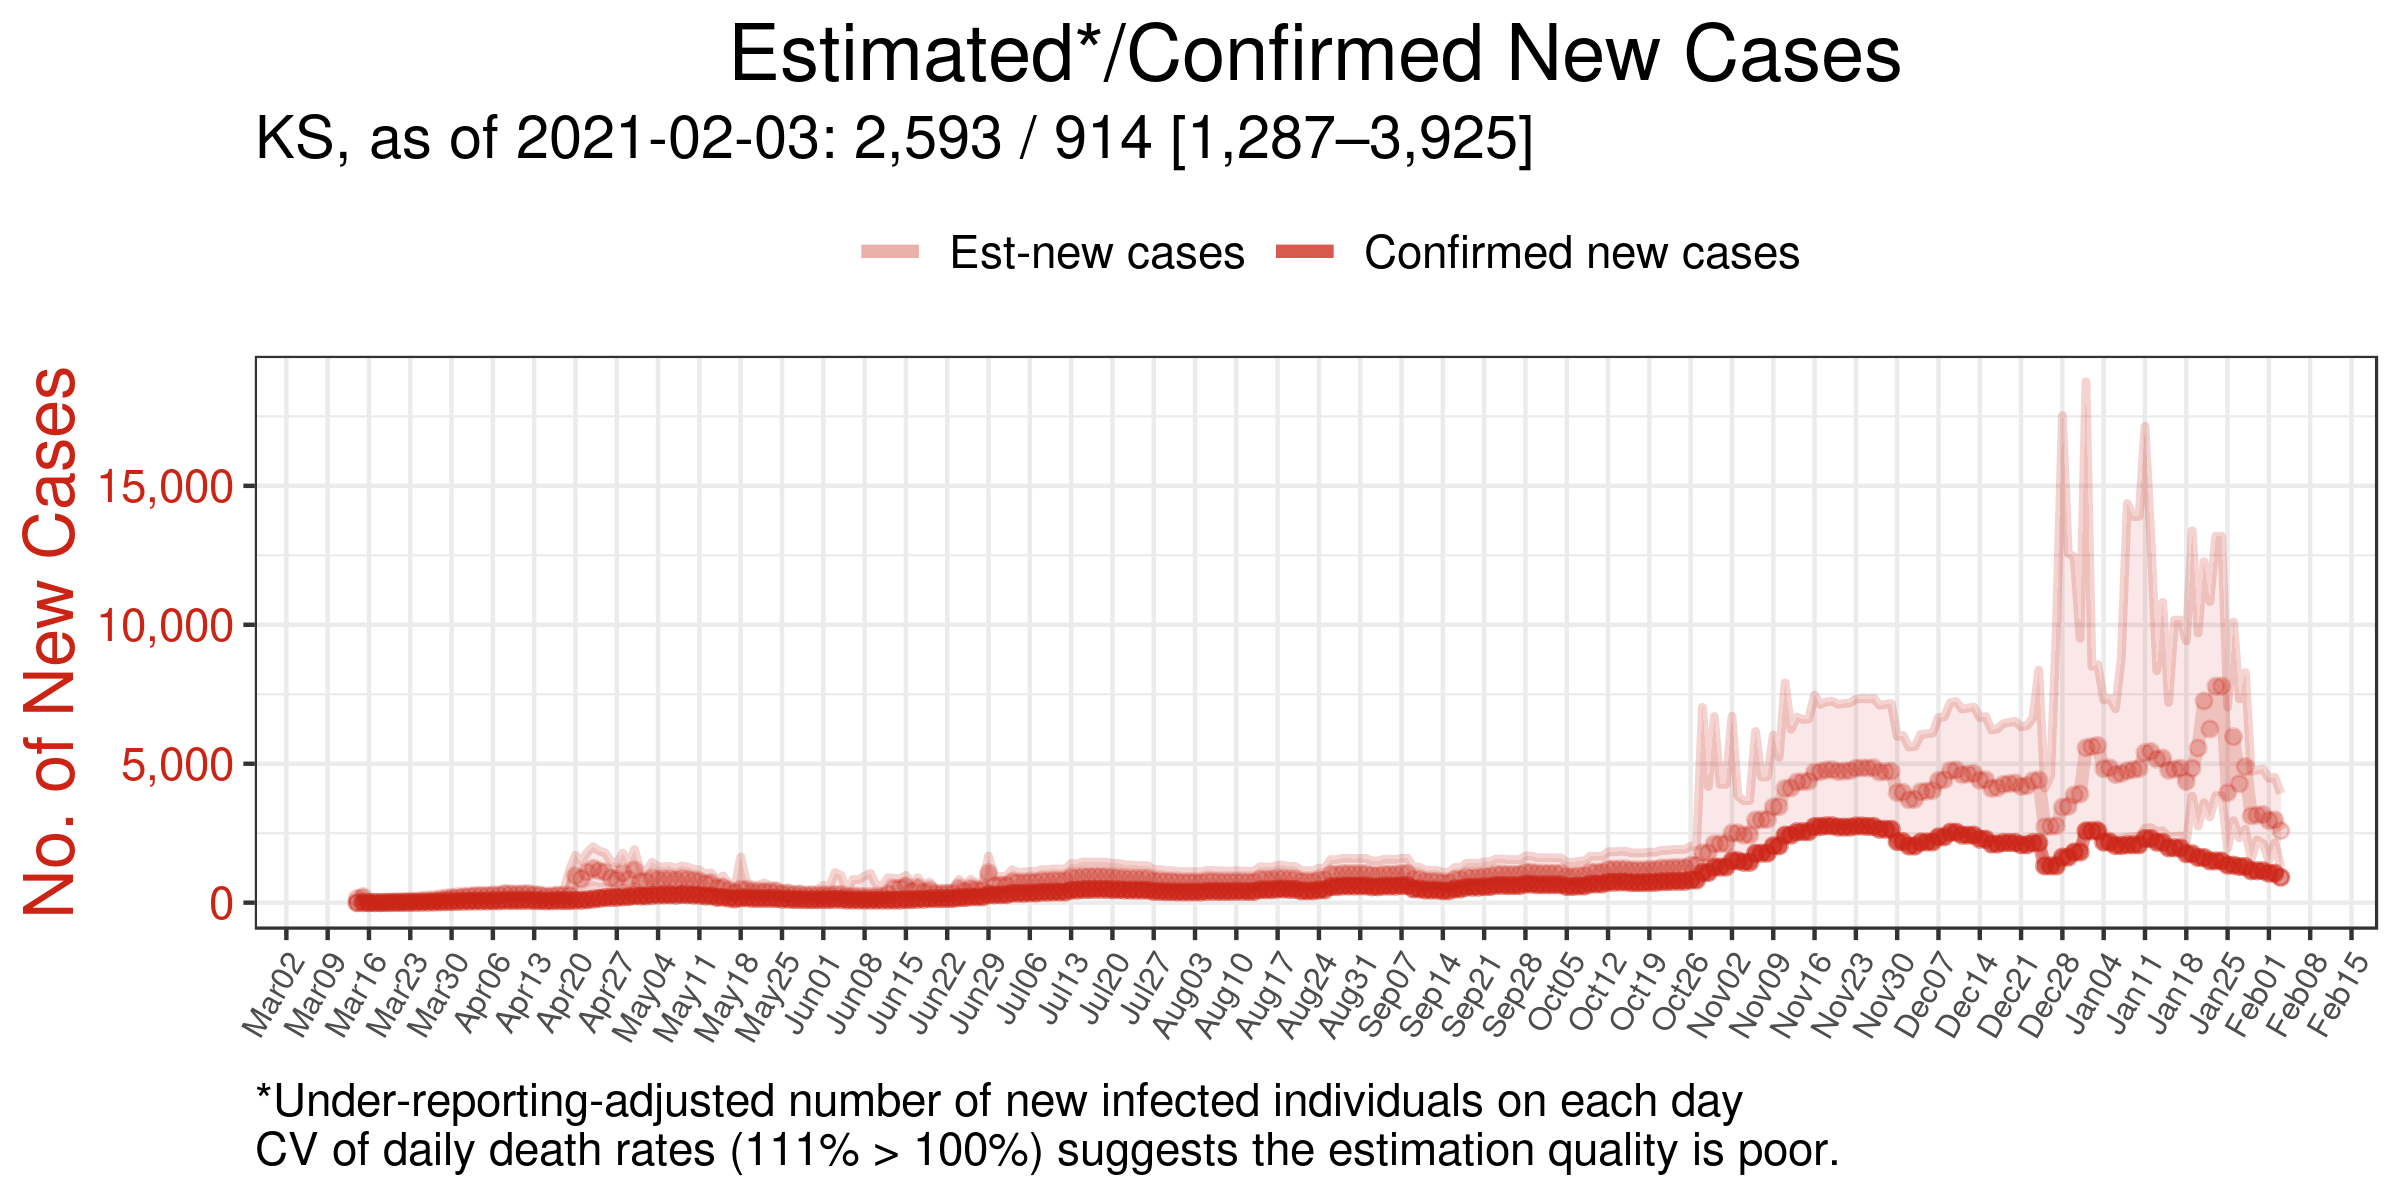 Estimated*/Confirmed New Cases
KS, as of 2021-02-03: 2,593 / 914 [1,287–3,925]
Est-new cases
Confirmed new cases
No. of New Cases
15,000
10,000
5,000
0
Mar02
Mar09
Mar16
Mar23
Mar30
Apr06
Apr13
Apr20
Apr27
May04
May11
May18
May25
Jun01
Jun08
Jun15
Jun22
Jun29
Jul06
Jul13
Jul20
Jul27
Aug03
Aug10
Aug17
Aug24
Aug31
Sep07
Sep14
Sep21
Sep28
Oct05
Oct12
Oct19
Oct26
Nov02
Nov09
Nov16
Nov23
Nov30
Dec07
Dec14
Dec21
Dec28
Jan04
Jan11
Jan18
Jan25
Feb01
Feb08
Feb15
*Under-reporting-adjusted number of new infected individuals on each day
CV of daily death rates (111% > 100%) suggests the estimation quality is poor.